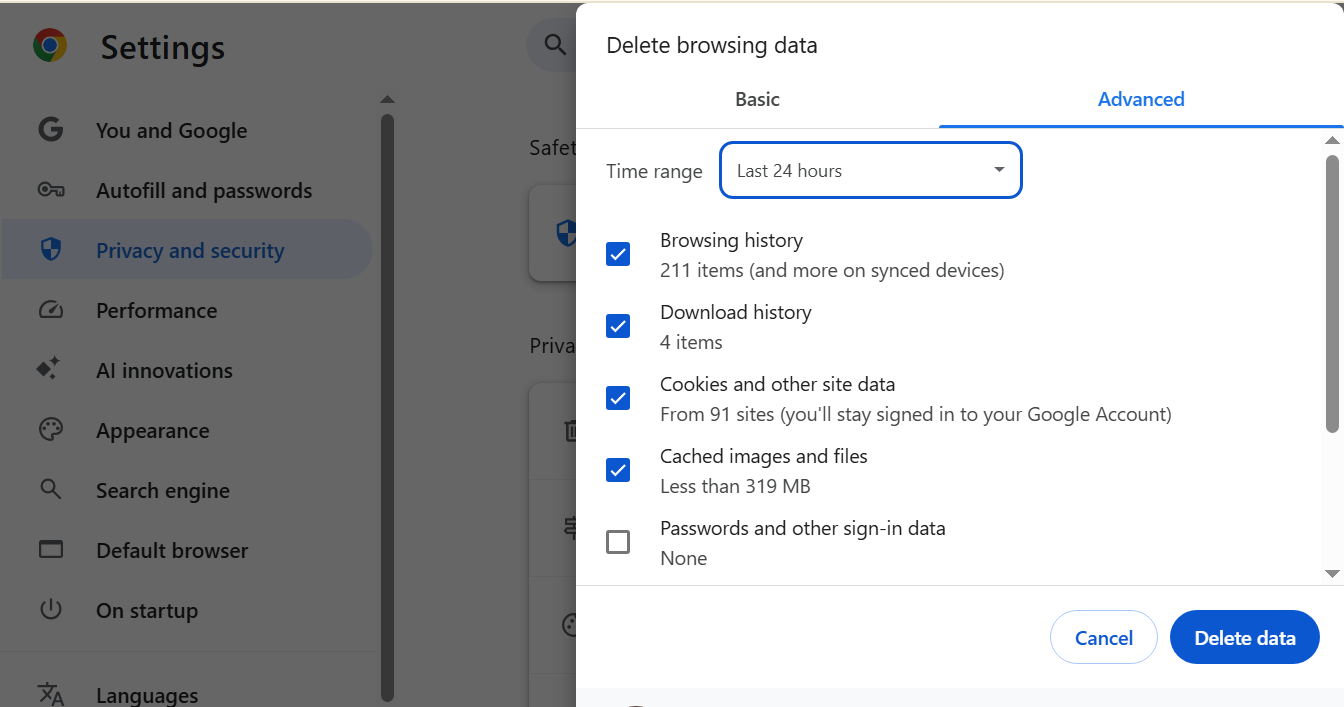 Settings
You and Google
Autofill and passwords
Privacy and security
Performance
AI innovations
Appearance
Search engine
Default browser
On startup
Languages
Delete browsing data
Basic
Advanced
Time range
Last 24 hours
Browsing history
211 items (and more on synced devices)
Download history
4 items
Cookies and other site data
From 91 sites (you'll stay signed in to your Google Account)
Cached images and files
Less than 319 MB
Passwords and other sign-in data
None
Cancel
Delete data